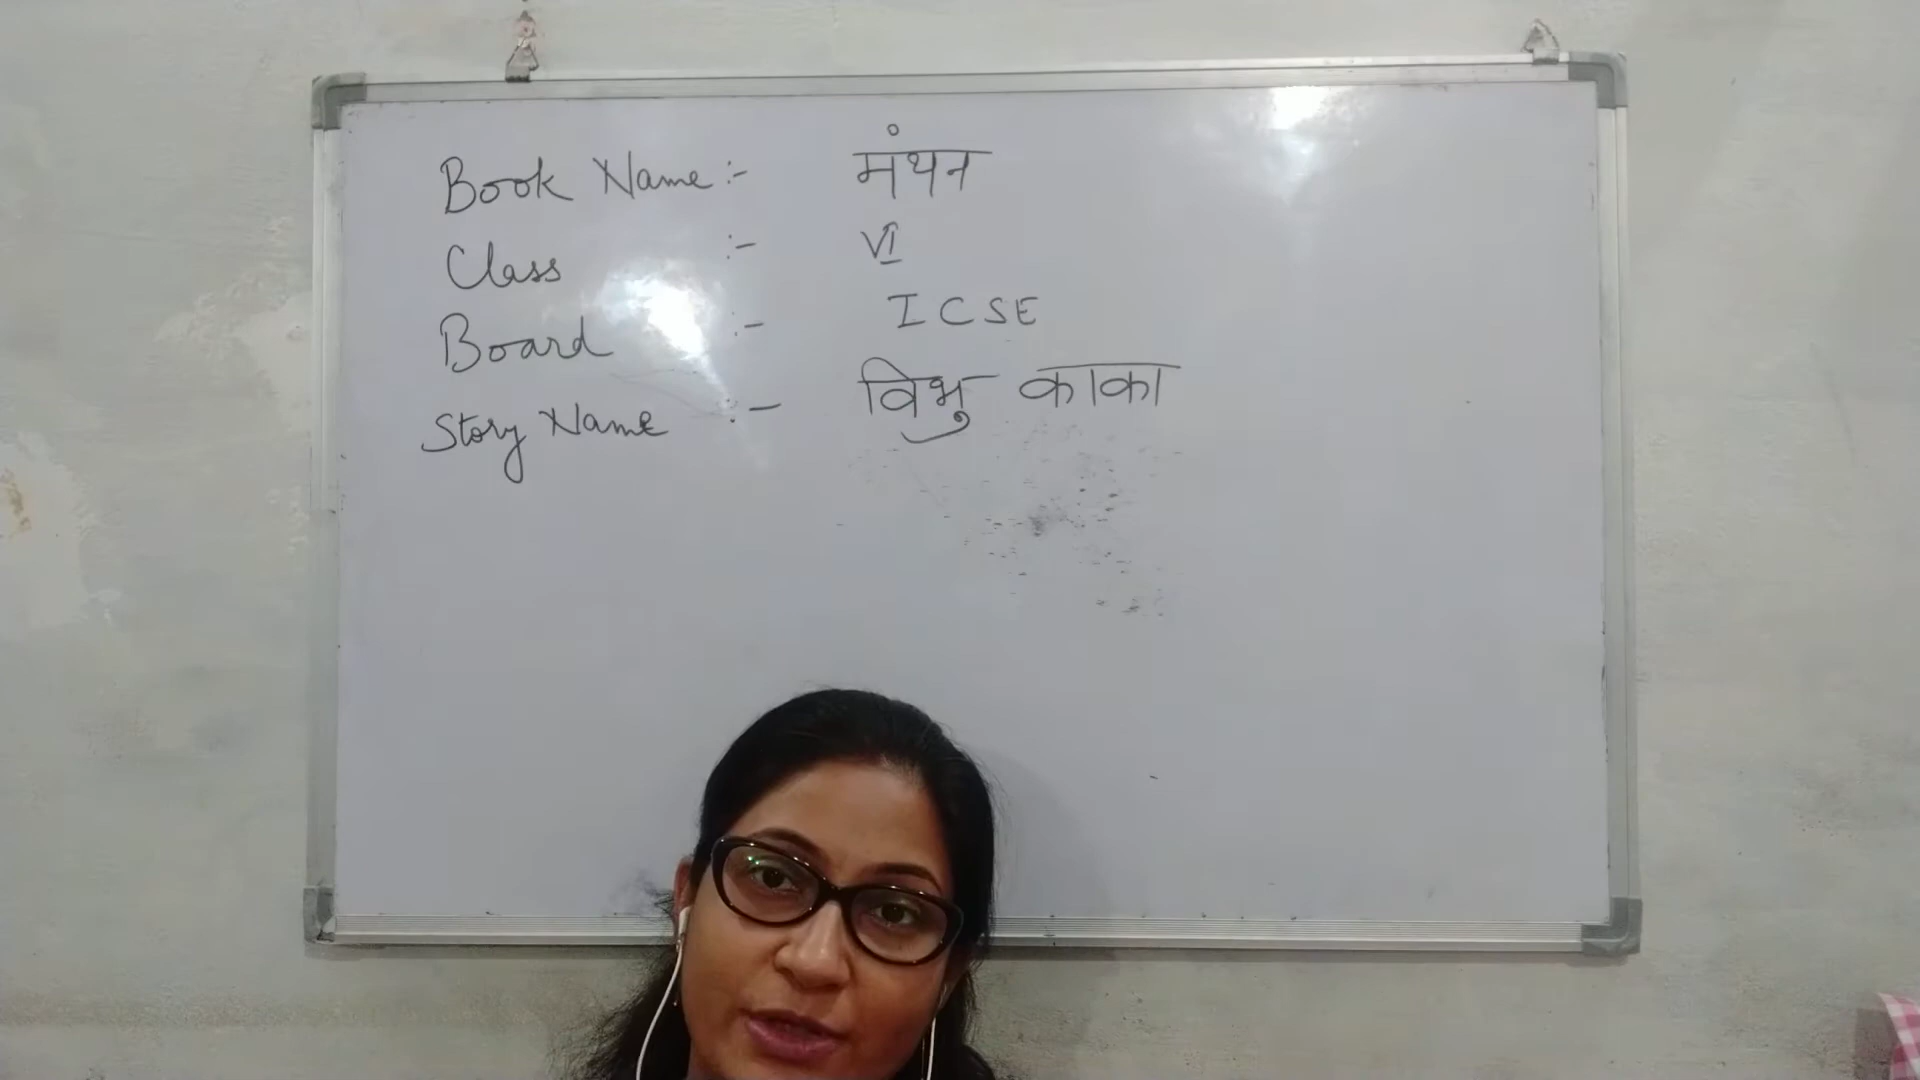 Book Name :- मंथन
Class :- VI
Board :- ICSE
Story Name :- विभु काका